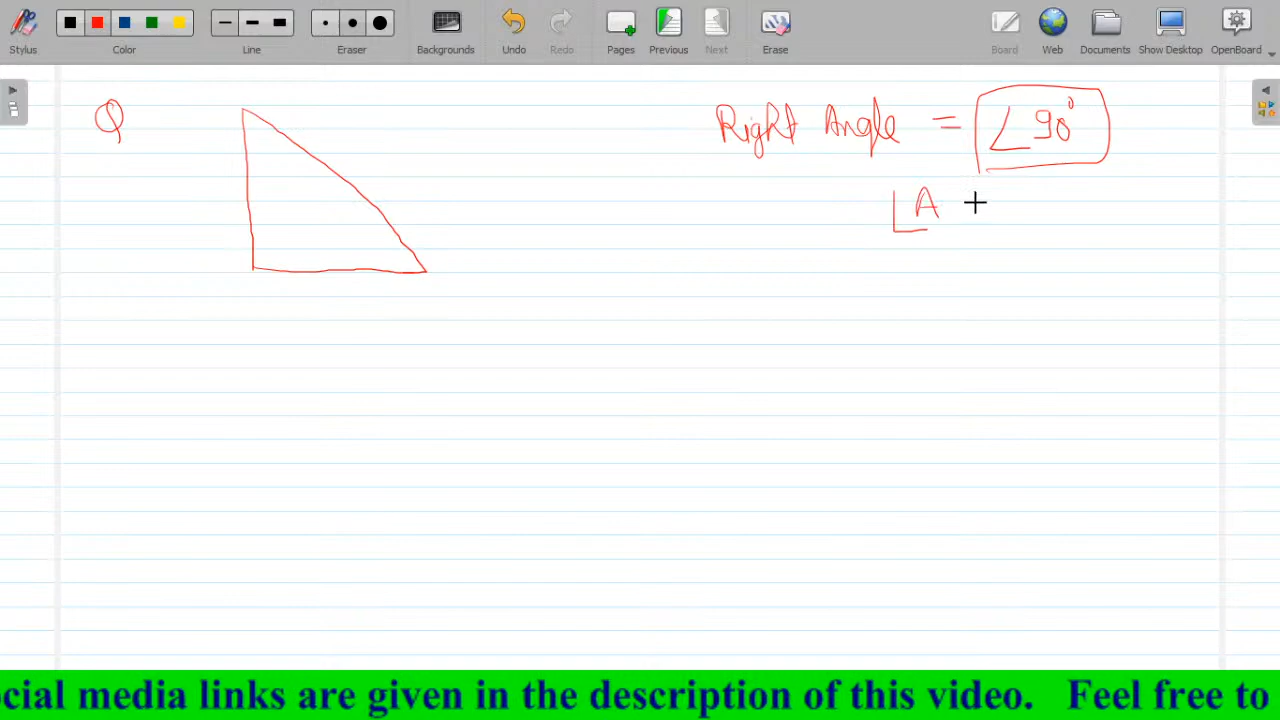 Stylus
Color
Line
Eraser
Backgrounds
Undo
Redo
Pages
Previous
Next
Erase
Board
Web
Documents
Show Desktop
OpenBoard
Q
Right Angle = ∠90°
∠A
ocial media links are given in the description of this video. Feel free to